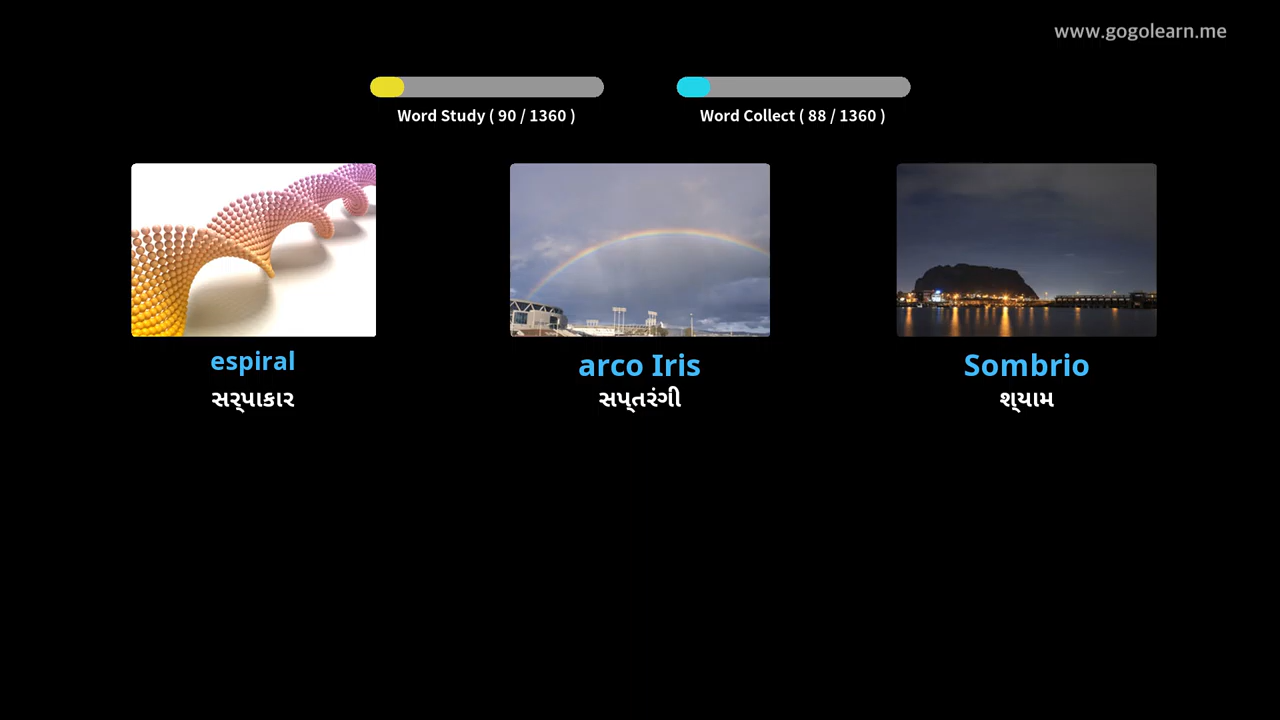 www.gogolearn.me
Word Study ( 90 / 1360 )
Word Collect ( 88 / 1360 )
espiral
arco Iris
Sombrio
સર્‌પાકાર
સપ્‌તરંગી
શ્‌યામ